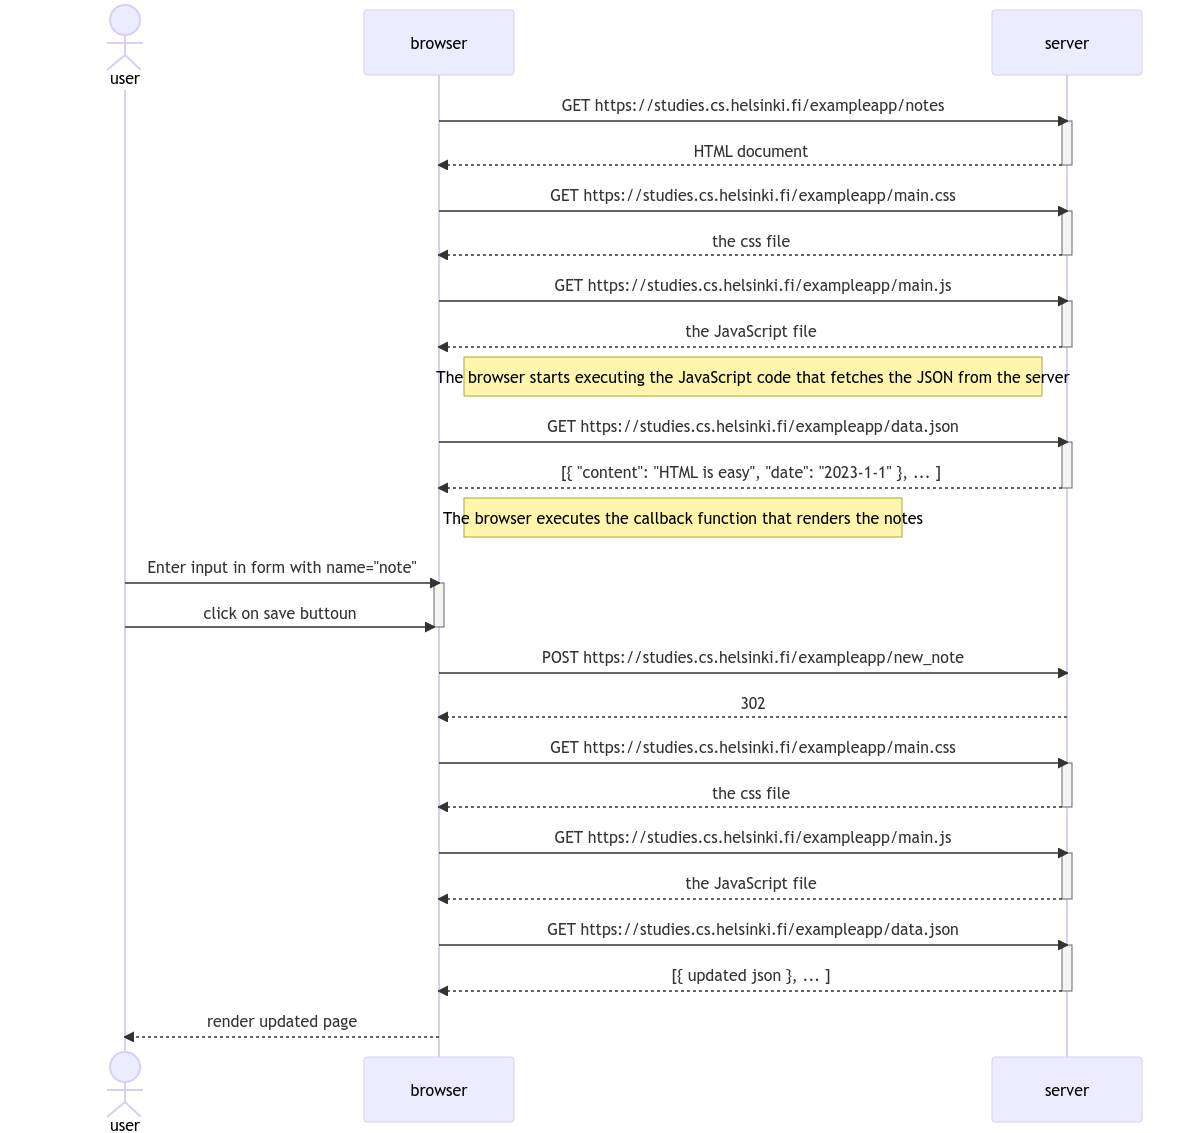 user
browser
server
GET https://studies.cs.helsinki.fi/exampleapp/notes
HTML document
GET https://studies.cs.helsinki.fi/exampleapp/main.css
the css file
GET https://studies.cs.helsinki.fi/exampleapp/main.js
the JavaScript file
The browser starts executing the JavaScript code that fetches the JSON from the server
GET https://studies.cs.helsinki.fi/exampleapp/data.json
[{ "content": "HTML is easy", "date": "2023-1-1" }, ... ]
The browser executes the callback function that renders the notes
Enter input in form with name="note"
click on save buttoun
POST https://studies.cs.helsinki.fi/exampleapp/new_note
302
GET https://studies.cs.helsinki.fi/exampleapp/main.css
the css file
GET https://studies.cs.helsinki.fi/exampleapp/main.js
the JavaScript file
GET https://studies.cs.helsinki.fi/exampleapp/data.json
[{ updated json }, ... ]
render updated page
user
browser
server